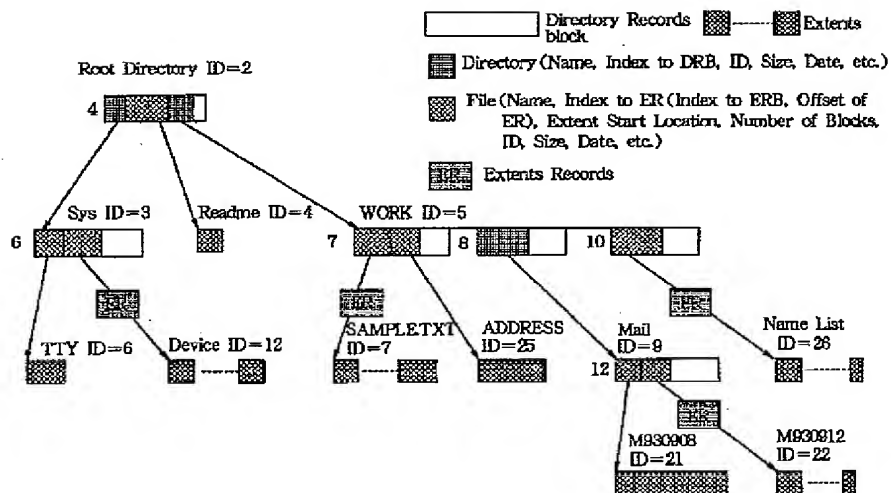 Directory Records block
Extents
Directory (Name, Index to DRB, ID, Size, Date, etc.)
File (Name, Index to ER (Index to ERB, Offset of
ER), Extent Start Location, Number of Blocks,
ID, Size, Date, etc.)
ER Extents Records
Root Directory ID=2
4
Sys ID=3
Readme ID=4
WORK ID=5
6
7
8
10
ER
ER
ER
TTY ID=6
Device ID=12
SAMPLE.TXT
ID=7
ADDRESS
ID=25
Mail
ID=9
Name List
ID=26
12
ER
M930908
ID=21
M930912
ID=22